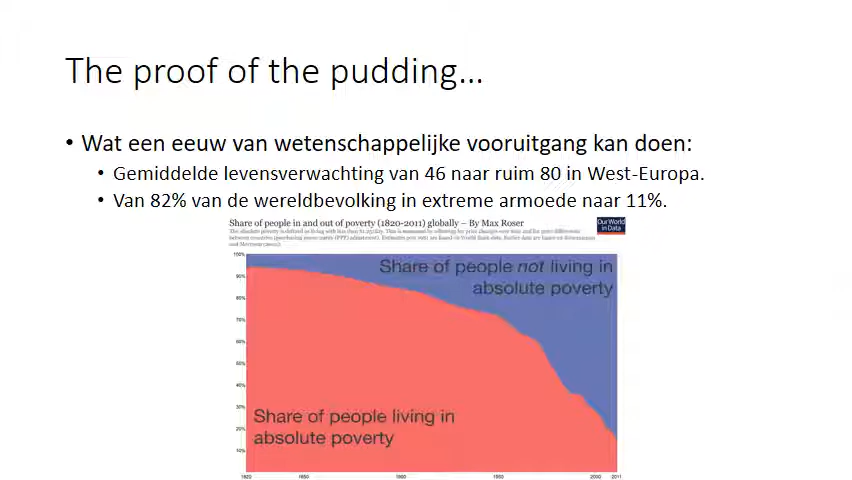 The proof of the pudding...
• Wat een eeuw van wetenschappelijke vooruitgang kan doen:
• Gemiddelde levensverwachting van 46 naar ruim 80 in West-Europa.
• Van 82% van de wereldbevolking in extreme armoede naar 11%.
Share of people in and out of poverty (1820-2011) globally – By Max Roser
Our World
in Data
100%
90%
80%
70%
60%
50%
40%
30%
20%
10%
Share of people not living in
absolute poverty
Share of people living in
absolute poverty
1820 1850 1900 1950 2000 2011